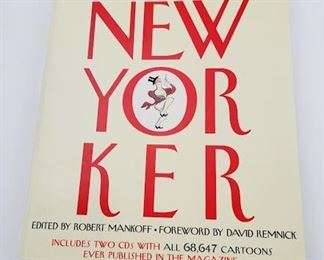 NEW
YOR
KER
EDITED BY ROBERT MANKOFF • FOREWORD BY DAVID REMNICK
INCLUDES TWO CDS WITH ALL 68,647 CARTOONS
EVER PUBLISHED IN THE MAGAZINE